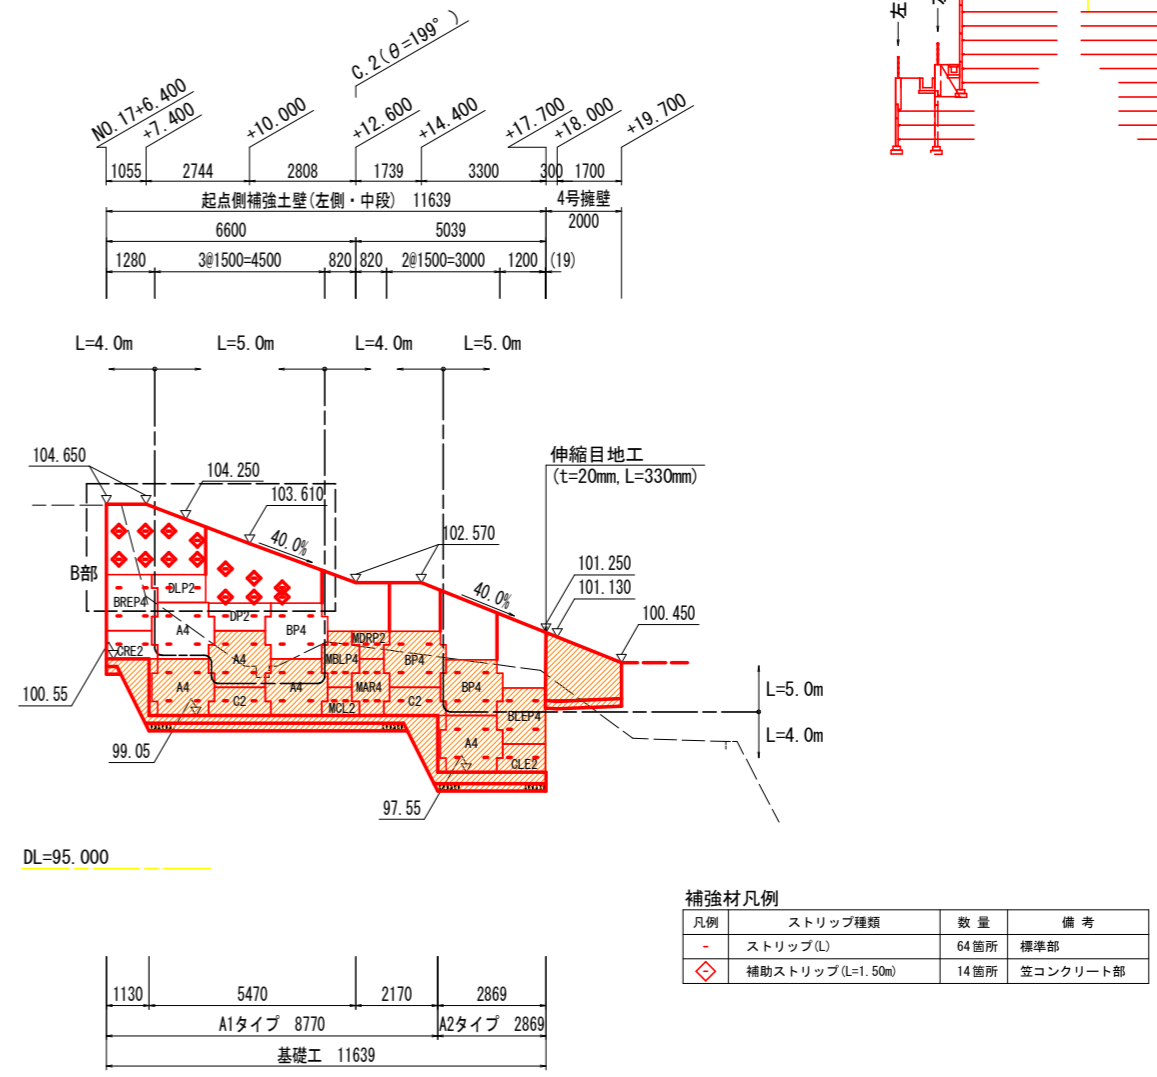 左
C.2(θ=199°)
NO.17+6.400
+7.400
+10.000
+12.600
+14.400
+17.700
+18.000
+19.700
1055 2744 2808 1739 3300 300 1700
起点側補強土壁(左側・中段) 11639
4号擁壁
2000
6600 5039
1280 3@1500=4500 820 820 2@1500=3000 1200 (19)
L=4.0m L=5.0m L=4.0m L=5.0m
伸縮目地工
(t=20mm,L=330mm)
104.650
104.250
103.610
40.0%
102.570
B部
101.250
101.130
40.0%
100.450
DLP2
BREP4
DP2
A4
BP4
MDRP2
CRE2
A4
MBLP4
BP4
100.55
A4
C2
A4
MCL2
MAR4
C2
BP4
BLEP4
L=5.0m
L=4.0m
99.05
A4
CLE2
97.55
DL=95.000
補強材凡例
凡例 ストリップ種類 数 量 備 考
ストリップ(L) 64箇所 標準部
補助ストリップ(L=1.50m) 14箇所 笠コンクリート部
1130 5470 2170 2869
A1タイプ 8770 A2タイプ 2869
基礎工 11639